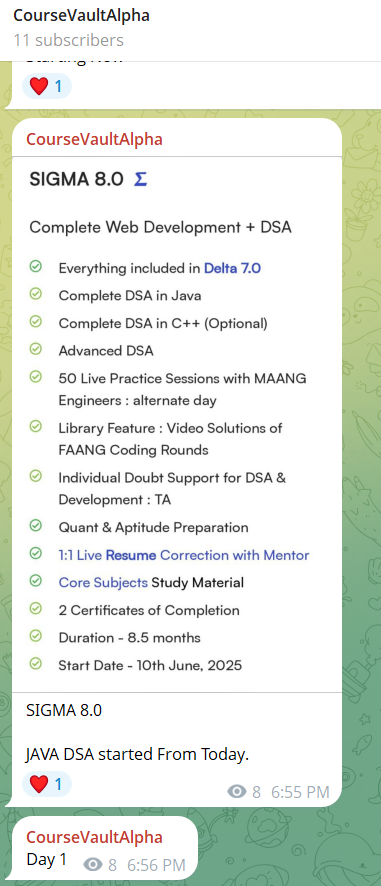 CourseVaultAlpha
11 subscribers
1
CourseVaultAlpha
SIGMA 8.0 Σ
Complete Web Development + DSA
Everything included in Delta 7.0
Complete DSA in Java
Complete DSA in C++ (Optional)
Advanced DSA
50 Live Practice Sessions with MAANG
Engineers : alternate day
Library Feature : Video Solutions of
FAANG Coding Rounds
Individual Doubt Support for DSA &
Development : TA
Quant & Aptitude Preparation
1:1 Live Resume Correction with Mentor
Core Subjects Study Material
2 Certificates of Completion
Duration - 8.5 months
Start Date - 10th June, 2025
SIGMA 8.0
JAVA DSA started From Today.
1
8 6:55 PM
CourseVaultAlpha
Day 1 8 6:56 PM